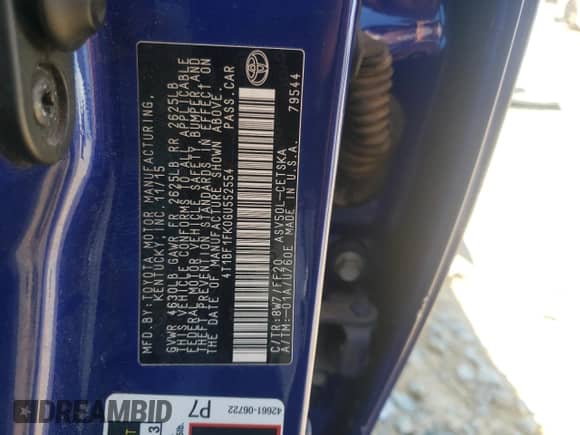 MFD.BY:TOYOTA MOTOR MANUFACTURING,
KENTUCKY,INC. 11/15
GVWR 4630LB GAWR FR 2625LB RR 2625LB
THIS VEHICLE CONFORMS TO ALL APPLICABLE
FEDERAL MOTOR VEHICLE SAFETY, BUMPER,AND
THEFT PREVENTION STANDARDS IN EFFECT ON
THE DATE OF MANUFACTURE SHOWN ABOVE.
4T1BF1FK0GU552554 PASS.CAR
C/TR:8W7/FF20 ASV50L-CETSKA
A/TM:-01A/U760E MADE IN U.S.A. 79544
42661-06722
P7
3
T
DREAMBID